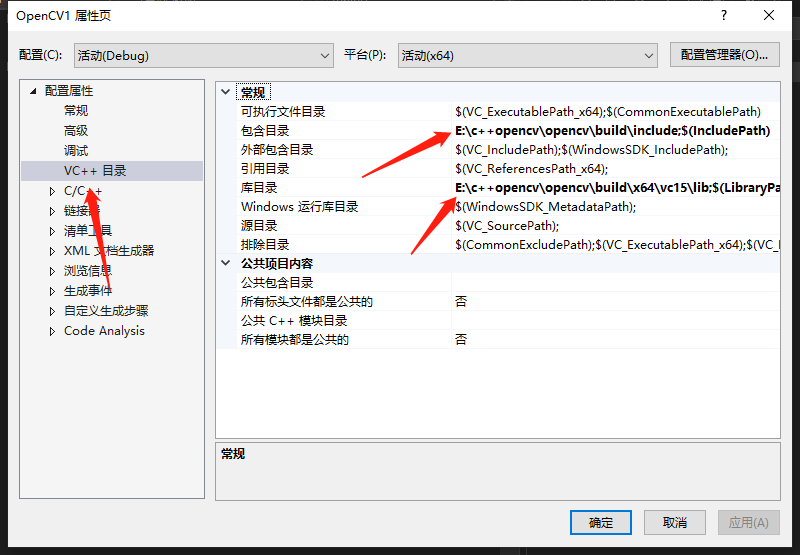 OpenCV1 属性页
配置(C): 活动(Debug) 平台(P): 活动(x64) 配置管理器(O)...
配置属性
常规
高级
调试
VC++ 目录
C/C++
链接器
清单工具
XML 文档生成器
浏览信息
生成事件
自定义生成步骤
Code Analysis
常规
可执行文件目录 $(VC_ExecutablePath_x64);$(CommonExecutablePath)
包含目录 E:\c++opencv\opencv\build\include;$(IncludePath)
外部包含目录 $(VC_IncludePath);$(WindowsSDK_IncludePath);
引用目录 $(VC_ReferencesPath_x64);
库目录 E:\c++opencv\opencv\build\x64\vc15\lib;$(LibraryPa
Windows 运行库目录 $(WindowsSDK_MetadataPath);
源目录 $(VC_SourcePath);
排除目录 $(CommonExcludePath);$(VC_ExecutablePath_x64);$(VC_I
公共项目内容
公共包含目录
所有标头文件都是公共的 否
公共 C++ 模块目录
所有模块都是公共的 否
常规
确定 取消 应用(A)